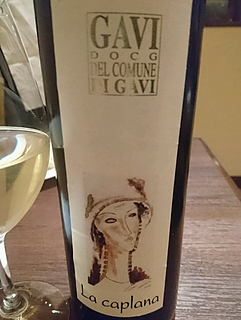 GAVI
DOCG
DEL COMUNE
DI GAVI
La caplana